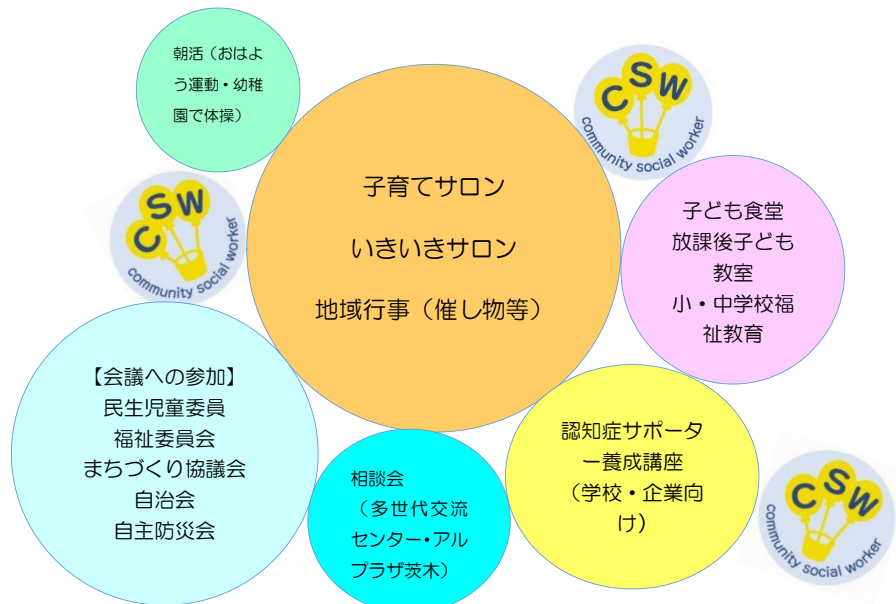 朝活（おはよ
う運動・幼稚
園で体操）
CSW
community social worker
子育てサロン
いきいきサロン
地域行事（催し物等）
CSW
community social worker
子ども食堂
放課後子ども
教室
小・中学校福
祉教育
【会議への参加】
民生児童委員
福祉委員会
まちづくり協議会
自治会
自主防災会
相談会
（多世代交流
センター・アル
プラザ茨木）
認知症サポータ
ー養成講座
（学校・企業向
け）
CSW
community social worker